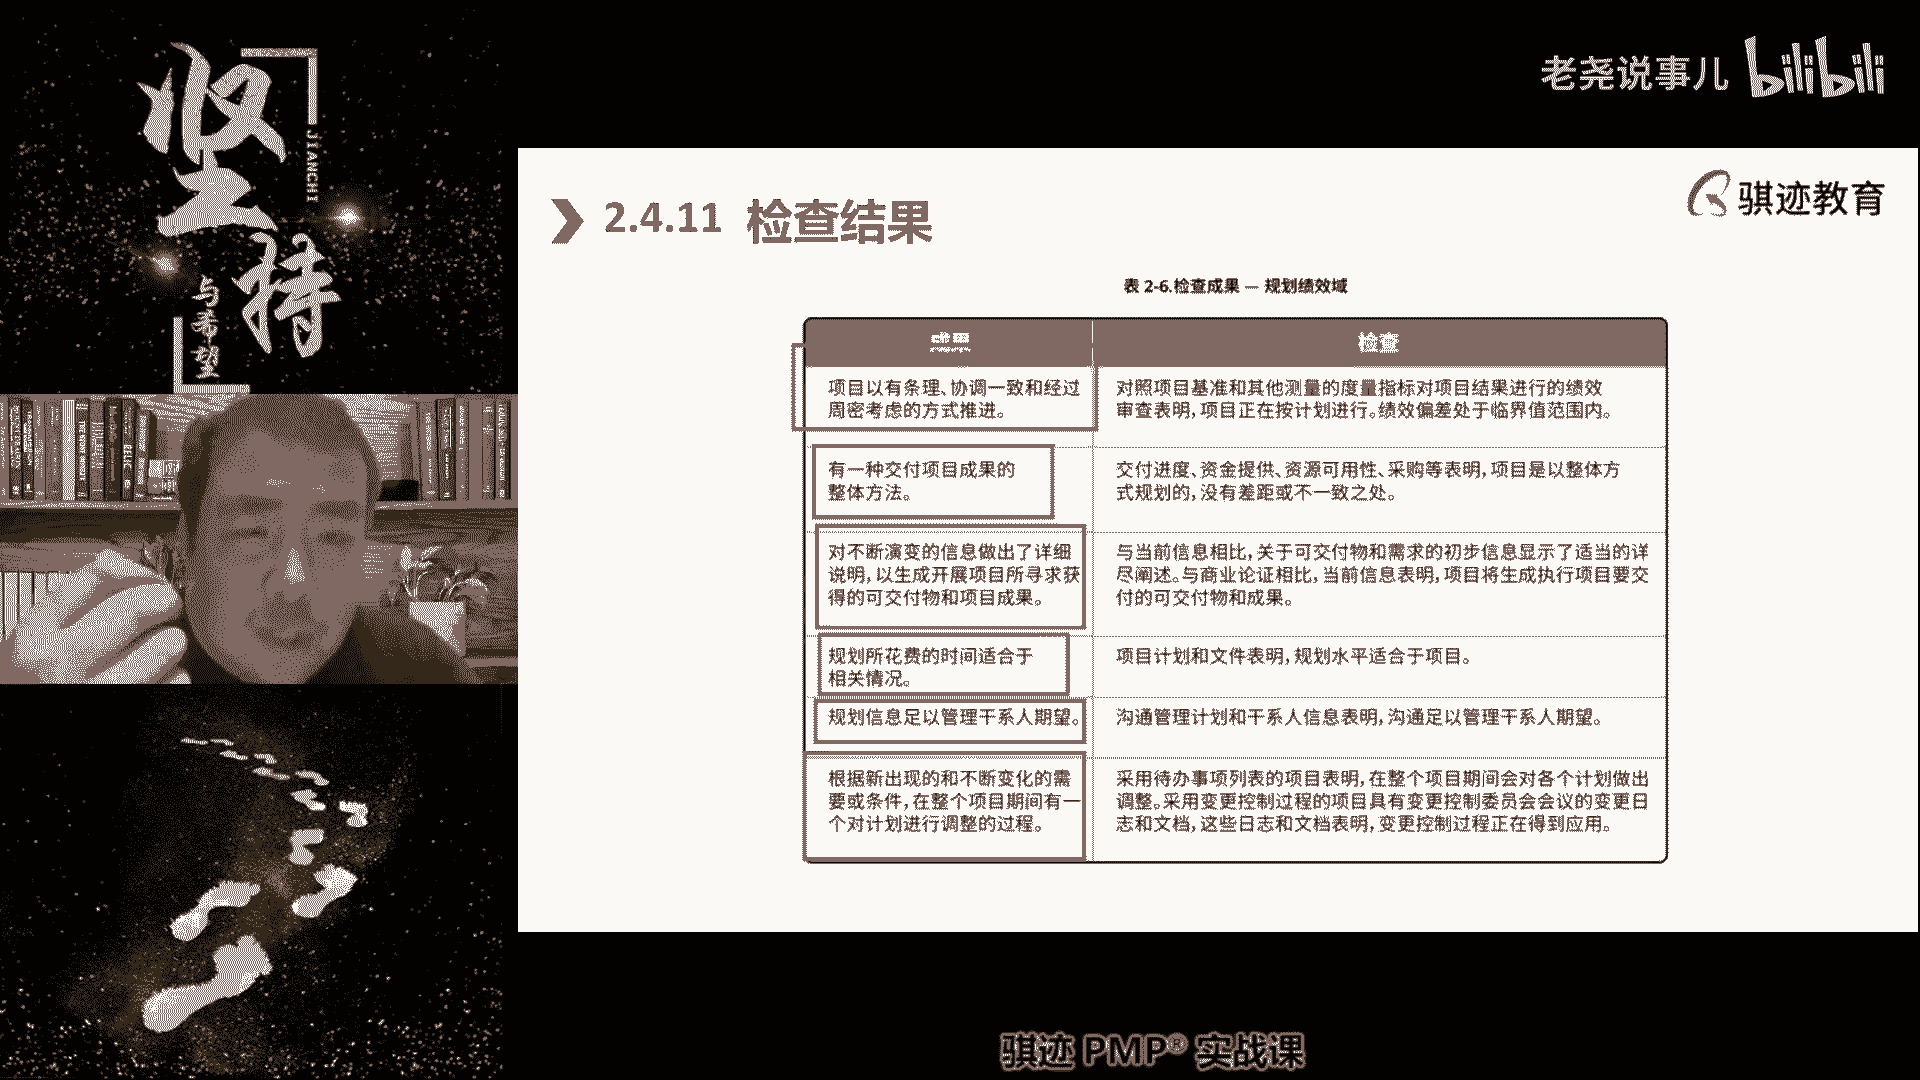 坚
持
JIANCHI
与希望
老尧说事儿 bilibili
骐迹教育
2.4.11 检查结果
表 2-6.检查成果 — 规划绩效域
成果
检查
项目以有条理、协调一致和经过
周密考虑的方式推进。
对照项目基准和其他测量的度量指标对项目结果进行的绩效
审查表明,项目正在按计划进行。绩效偏差处于临界值范围内。
有一种交付项目成果的
整体方法。
交付进度、资金提供、资源可用性、采购等表明,项目是以整体方
式规划的,没有差距或不一致之处。
对不断演变的信息做出了详细
说明,以生成开展项目所寻求获
得的可交付物和项目成果。
与当前信息相比,关于可交付物和需求的初步信息显示了适当的详
尽阐述。与商业论证相比,当前信息表明,项目将生成执行项目要交
付的可交付物和成果。
规划所花费的时间适合于
相关情况。
项目计划和文件表明,规划水平适合于项目。
规划信息足以管理干系人期望。
沟通管理计划和干系人信息表明,沟通足以管理干系人期望。
根据新出现的和不断变化的需
要或条件,在整个项目期间有一
个对计划进行调整的过程。
采用待办事项列表的项目表明,在整个项目期间会对各个计划做出
调整。采用变更控制过程的项目具有变更控制委员会会议的变更日
志和文档,这些日志和文档表明,变更控制过程正在得到应用。
骐迹 PMP® 实战课